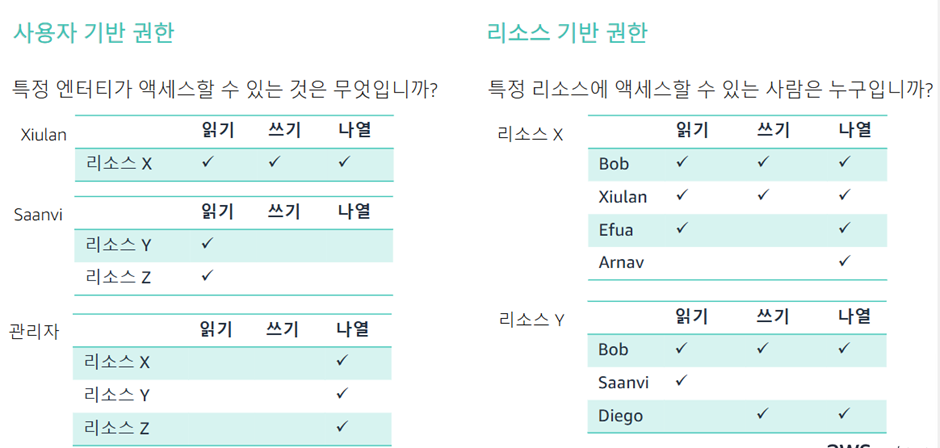 사용자 기반 권한
특정 엔터티가 액세스할 수 있는 것은 무엇입니까?
Xiulan
읽기 쓰기 나열
리소스 X ✓ ✓ ✓
Saanvi
읽기 쓰기 나열
리소스 Y ✓
리소스 Z ✓
관리자
읽기 쓰기 나열
리소스 X ✓
리소스 Y ✓
리소스 Z ✓
리소스 기반 권한
특정 리소스에 액세스할 수 있는 사람은 누구입니까?
리소스 X
읽기 쓰기 나열
Bob ✓ ✓ ✓
Xiulan ✓ ✓ ✓
Efua ✓ ✓
Arnav ✓
리소스 Y
읽기 쓰기 나열
Bob ✓ ✓ ✓
Saanvi ✓
Diego ✓ ✓